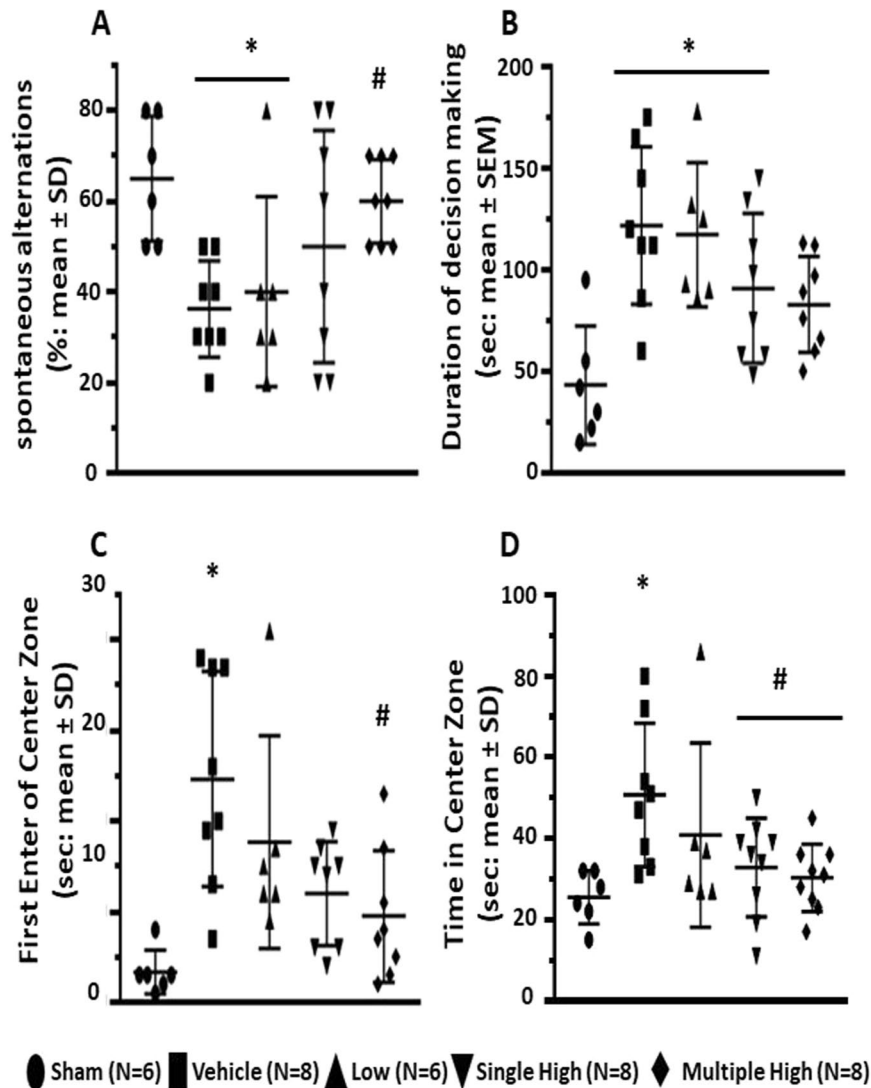 A
*
#
spontaneous alternations
(%: mean ± SD)
80
60
40
20
0
B
*
Duration of decision making
(sec: mean ± SEM)
200
150
100
50
0
C
*
#
First Enter of Center Zone
(sec: mean ± SD)
30
20
10
0
D
*
#
Time in Center Zone
(sec: mean ± SD)
100
80
60
40
20
0
Sham (N=6) Vehicle (N=8) Low (N=6) Single High (N=8) Multiple High (N=8)